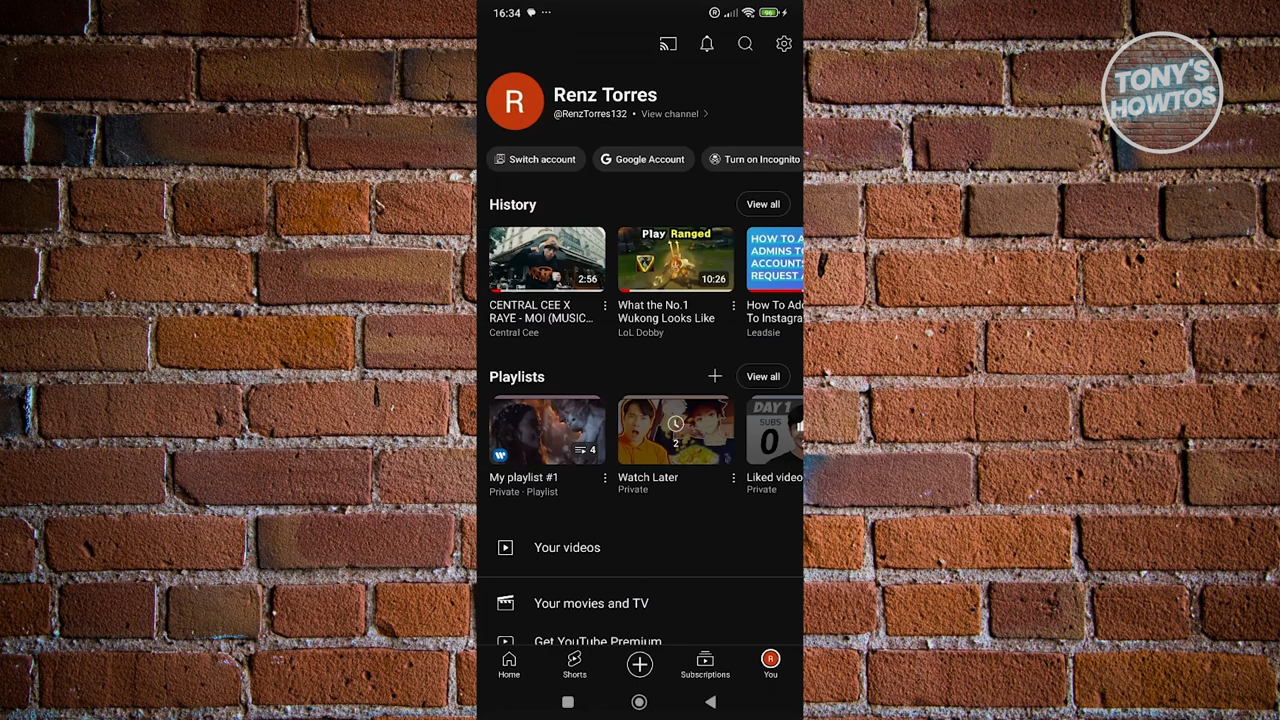 16:34
96
TONY'S
HOWTOS
R
Renz Torres
@RenzTorres132 • View channel
Switch account
Google Account
Turn on Incognito
History
View all
Play Ranged
2:56
10:26
HOW TO A
ADMINS TO
ACCOUNTS
REQUEST A
CENTRAL CEE X
RAYE - MOI (MUSIC...
Central Cee
What the No.1
Wukong Looks Like
LoL Dobby
How To Add
To Instagra
Leadsie
Playlists
View all
4
2
DAY 1
SUBS
0
My playlist #1
Private · Playlist
Watch Later
Private
Liked video
Private
Your videos
Your movies and TV
Get YouTube Premium
Home
Shorts
Subscriptions
R
You